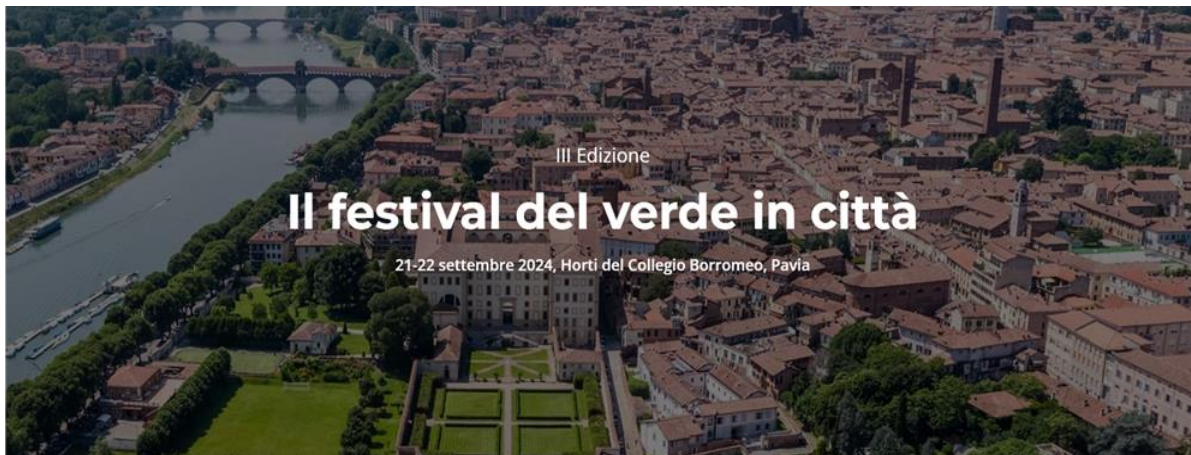 III Edizione
Il festival del verde in città
21-22 settembre 2024, Horti del Collegio Borromeo, Pavia